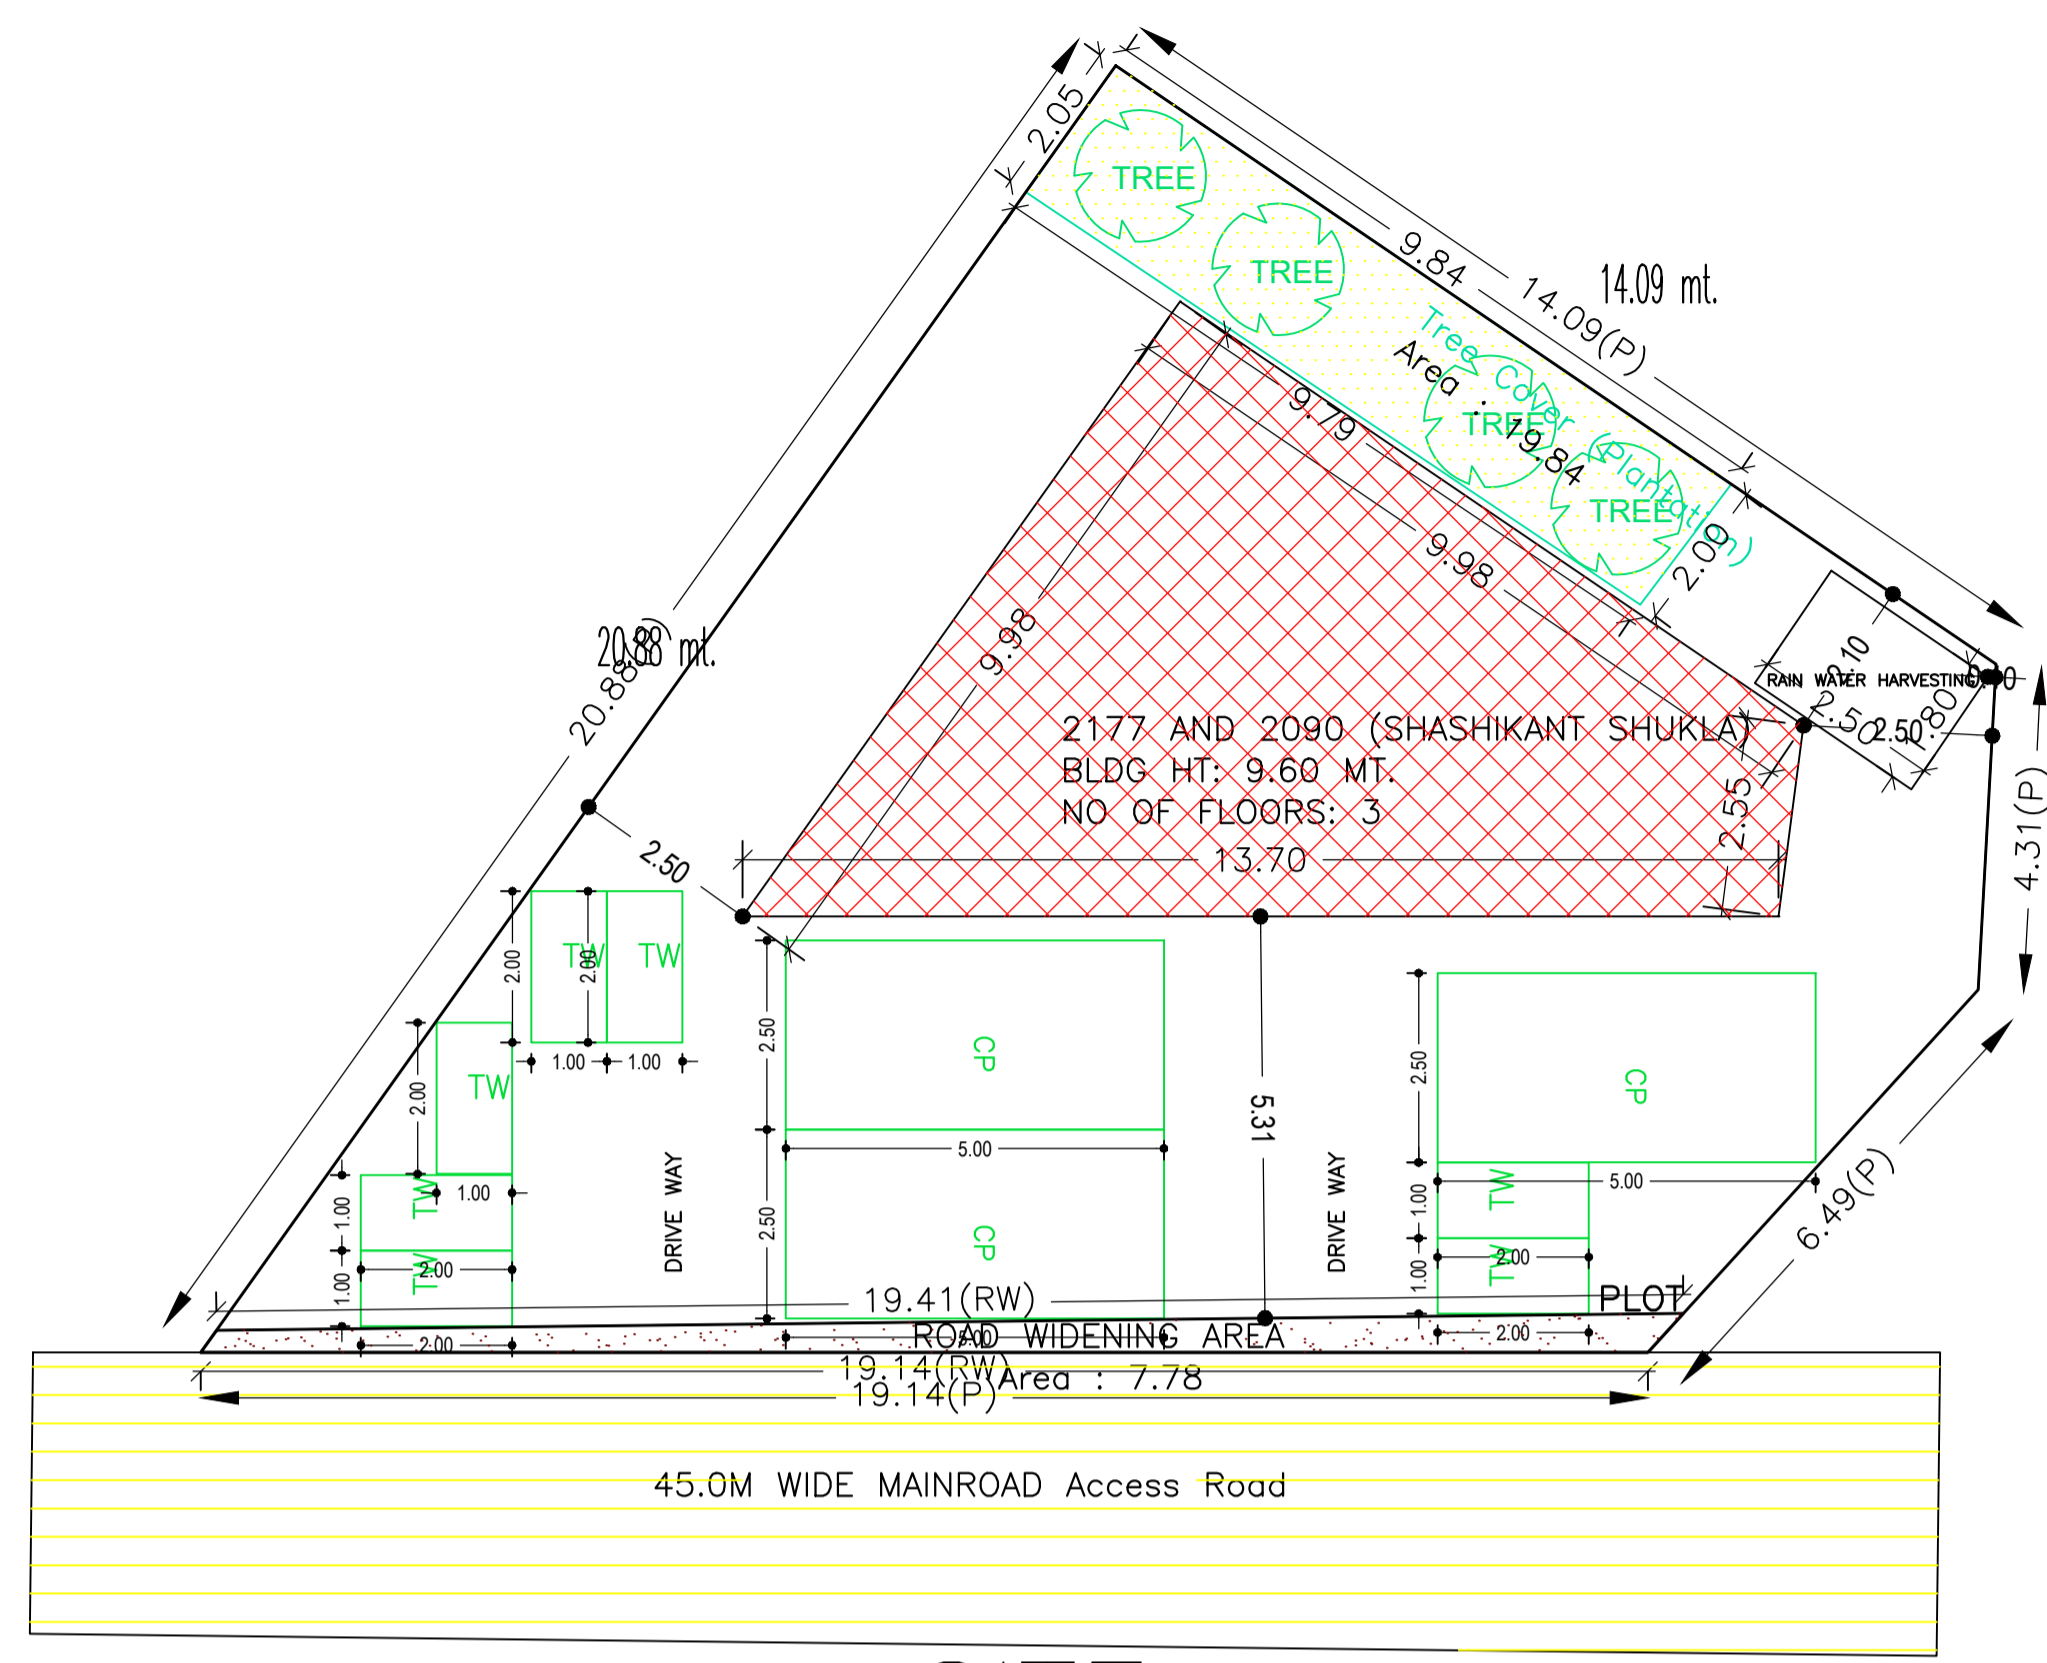 2.05
9.84
14.09(P)
14.09 mt.
TREE
TREE
TREE
TREE
Tree Cover (Plantation)
Area : 19.84
9.79
9.98
2.09
9.98
20.88 mt.
2.10
RAIN WATER HARVESTING
2.50
1.80
2.50
2177 AND 2090 (SHASHIKANT SHUKLA)
BLDG HT: 9.60 MT.
NO OF FLOORS: 3
2.55
13.70
4.31(P)
2.50
2.00
2.00
TW
TW
1.00
1.00
2.00
TW
1.00
1.00
TW
1.00
TW
2.00
2.00
2.50
CP
5.00
2.50
CP
5.00
DRIVE WAY
5.31
DRIVE WAY
2.50
CP
5.00
1.00
TW
2.00
1.00
TW
2.00
6.49(P)
PLOT
19.41(RW)
ROAD WIDENING AREA
19.14(RW)
Area : 7.78
19.14(P)
45.0M WIDE MAINROAD Access Road